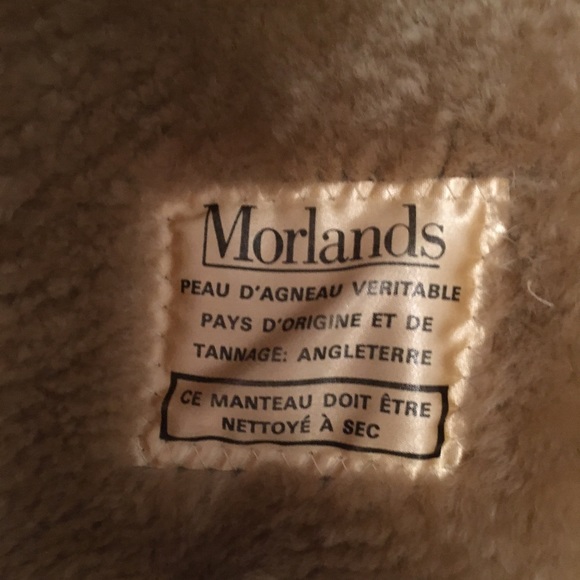 Morlands
PEAU D'AGNEAU VERITABLE
PAYS D'ORIGINE ET DE
TANNAGE: ANGLETERRE
CE MANTEAU DOIT ÊTRE
NETTOYÉ À SEC